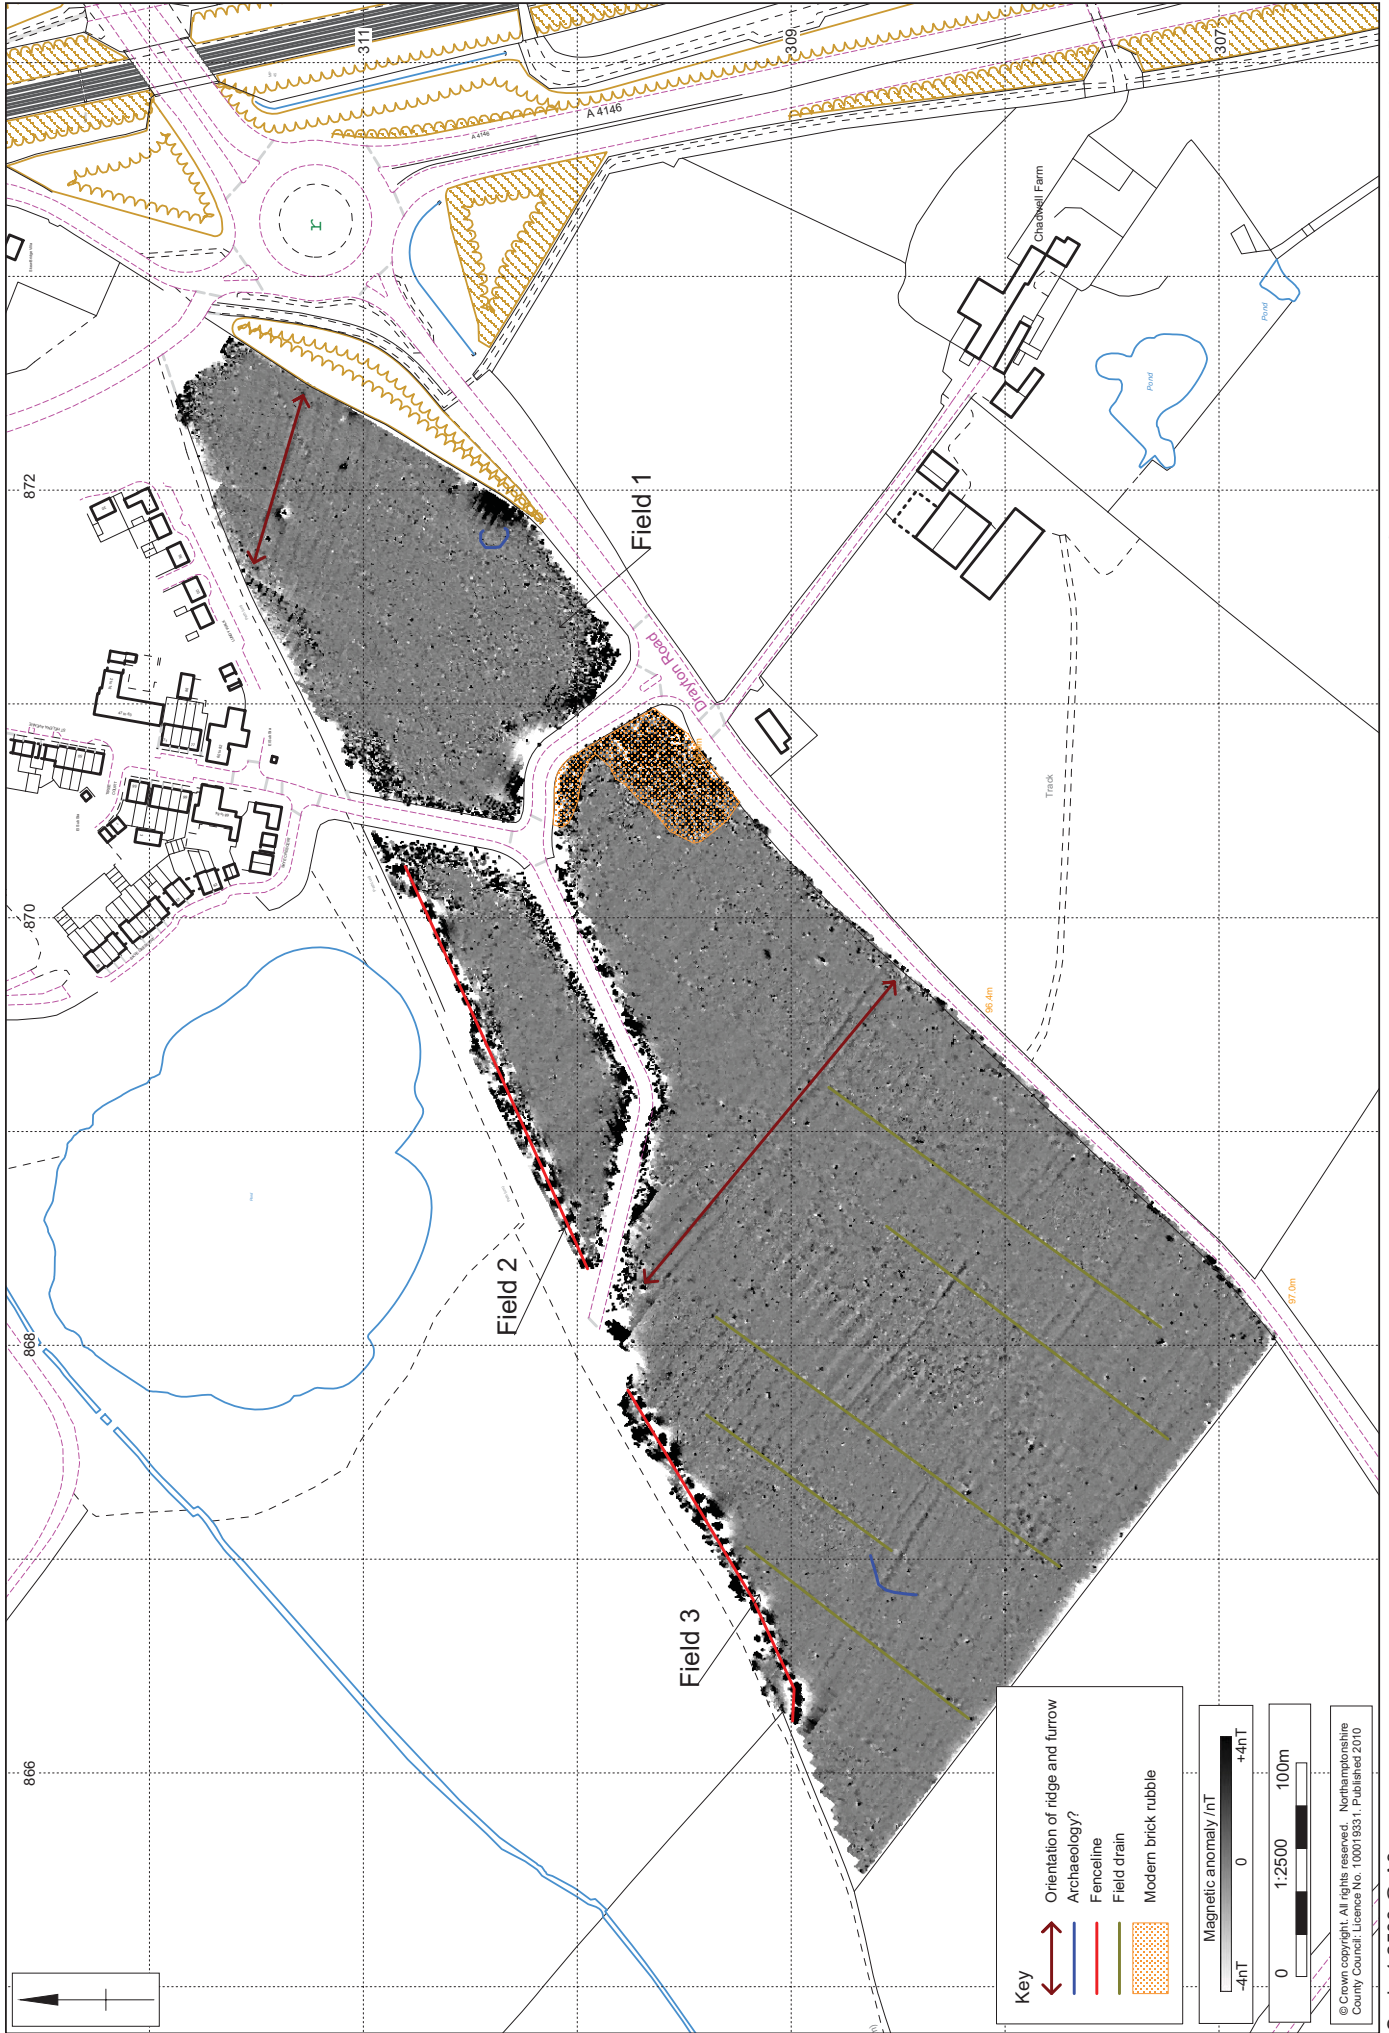 311
309
307
872
870
868
866
A 4146
A 4146
r
Chadwell Farm
Pond
Pond
Field 1
Drayton Road
Track
96.4m
97.0m
Field 2
Field 3
Key
Orientation of ridge and furrow
Archaeology?
Fenceline
Field drain
Modern brick rubble
Magnetic anomaly /nT
-4nT
0
+4nT
0
1:2500
100m
© Crown copyright. All rights reserved. Northamptonshire
County Council: Licence No. 100019331. Published 2010